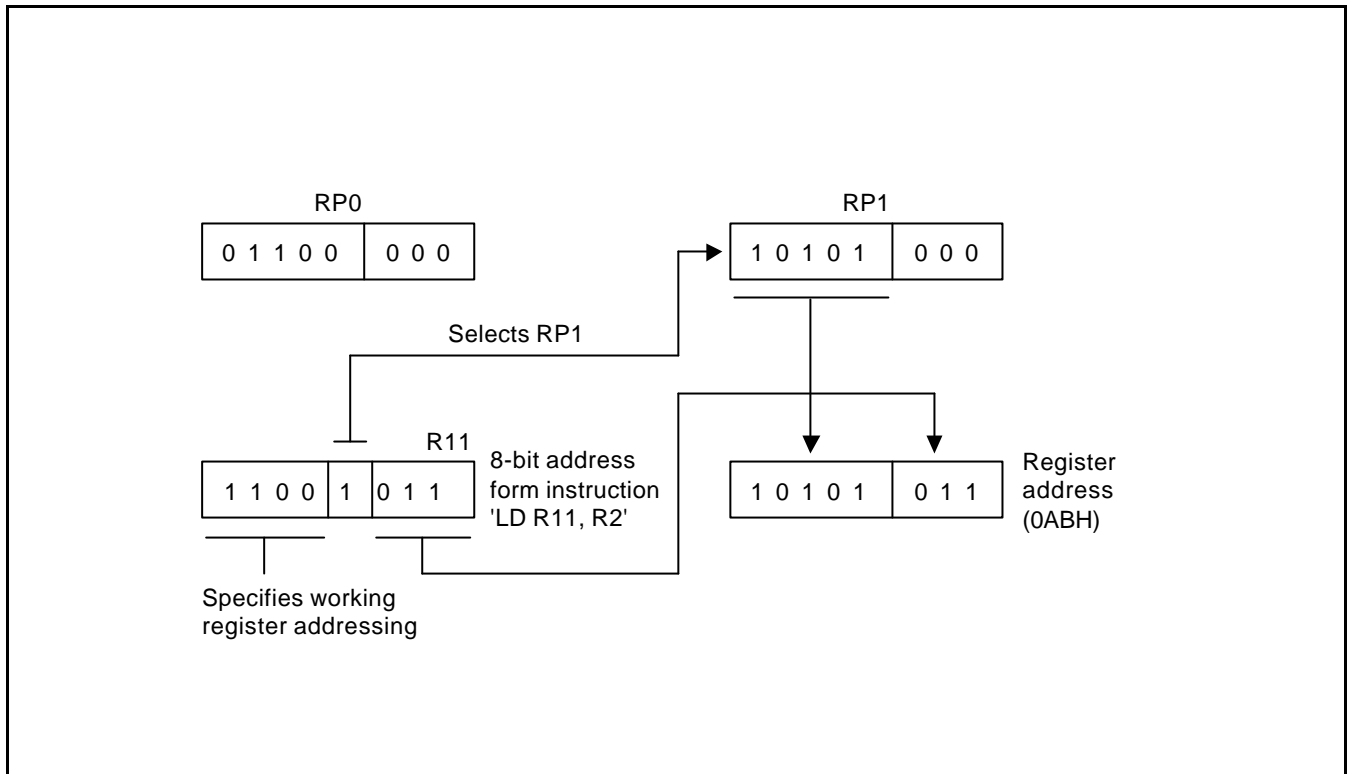 RP0
RP1
0 1 1 0 0 0 0 0
1 0 1 0 1 0 0 0
Selects RP1
R11
1 1 0 0 1 0 1 1
8-bit address
form instruction
'LD R11, R2'
1 0 1 0 1 0 1 1
Register
address
(0ABH)
Specifies working
register addressing